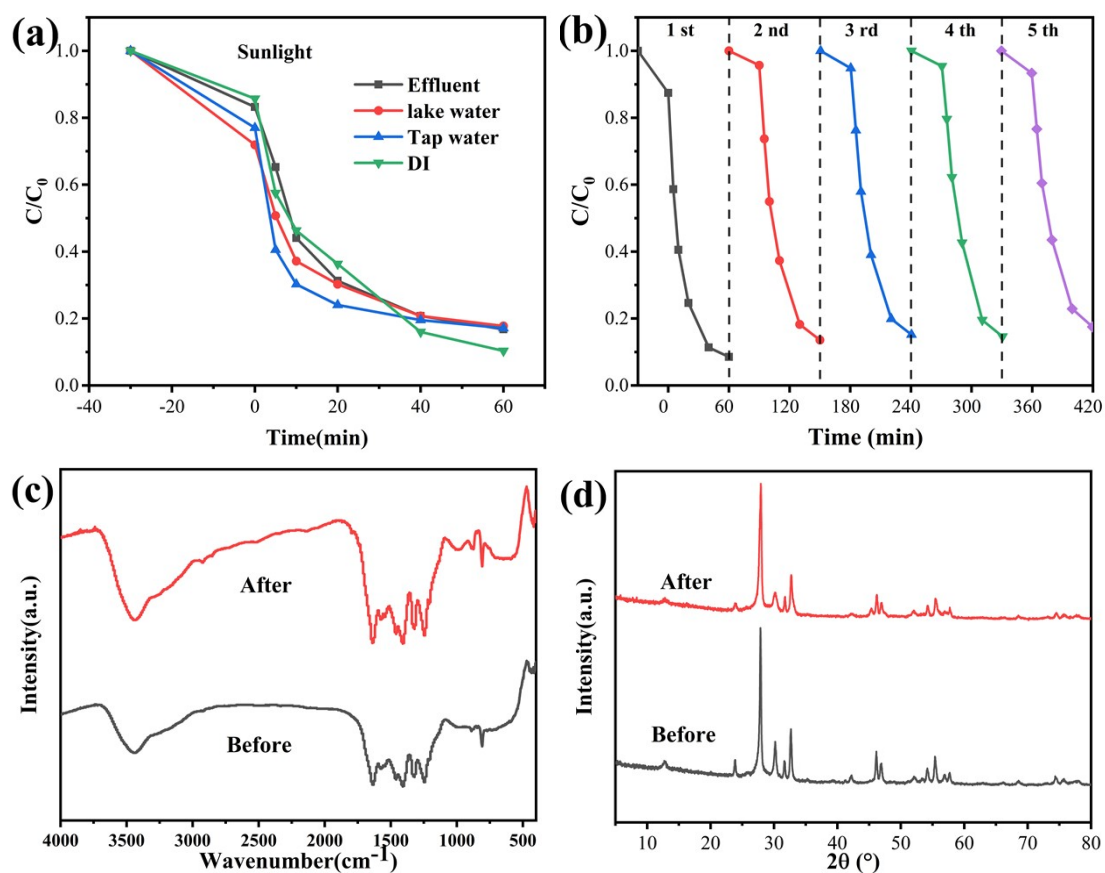 (a)
Sunlight
Effluent
lake water
Tap water
DI
C/C₀
1.0
0.8
0.6
0.4
0.2
0.0
-40 -20 0 20 40 60
Time(min)
(b)
1 st 2 nd 3 rd 4 th 5 th
C/C₀
1.0
0.8
0.6
0.4
0.2
0.0
0 60 120 180 240 300 360 420
Time (min)
(c)
After
Before
Intensity(a.u.)
4000 3500 3000 2500 2000 1500 1000 500
Wavenumber(cm⁻¹)
(d)
After
Before
Intensity(a.u.)
10 20 30 40 50 60 70 80
2θ (°)